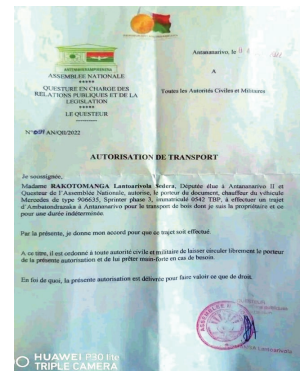 Antananarivo, le
ANTENIMIERAMPIRENENA
ASSEMBLEE NATIONALE
*****
QUESTURE EN CHARGE DES
RELATIONS PUBLIQUES ET DE LA
LEGISLATION
*****
LE QUESTEUR
A
Toutes les Autorités Civiles et Militaires
AN/QII/2022
AUTORISATION DE TRANSPORT
Je soussignée,
Madame RAKOTOMANGA Lantoarivola Sedera, Députée élue à Antananarivo II et
Questeur de l'Assemblée Nationale, autorise, le porteur du document, chauffeur du véhicule
Mercedes de type 906635, Sprinter phase 3, immatriculé 0542 TBP, à effectuer un trajet
d'Ambatondrazaka à Antananarivo pour le transport de bois dont je suis la propriétaire et ce
pour une durée indéterminée.
Par la présente, je donne mon accord pour que ce trajet soit effectué.
A ce titre, il est ordonné à toute autorité civile et militaire de laisser circuler librement le porteur
de la présente autorisation et de lui prêter main-forte en cas de besoin.
En foi de quoi, la présente autorisation est délivrée pour faire valoir ce que de droit.
HUAWEI P30 lite
TRIPLE CAMERA